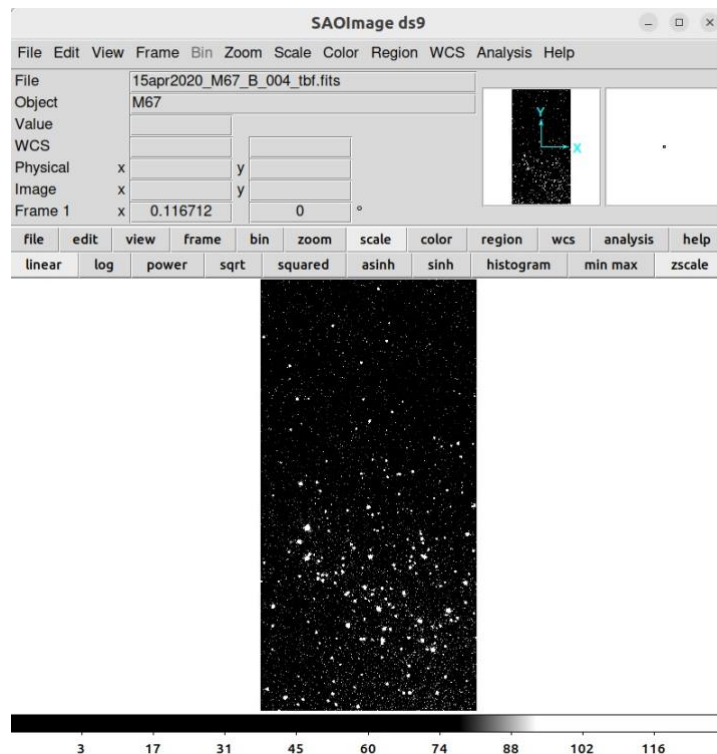 SAOImage ds9
File Edit View Frame Bin Zoom Scale Color Region WCS Analysis Help
File 15apr2020_M67_B_004_tbf.fits
Object M67
Value
WCS
Physical x y
Image x y
Frame 1 x 0.116712 0 °
Y
X
file edit view frame bin zoom scale color region wcs analysis help
linear log power sqrt squared asinh sinh histogram min max zscale
3 17 31 45 60 74 88 102 116